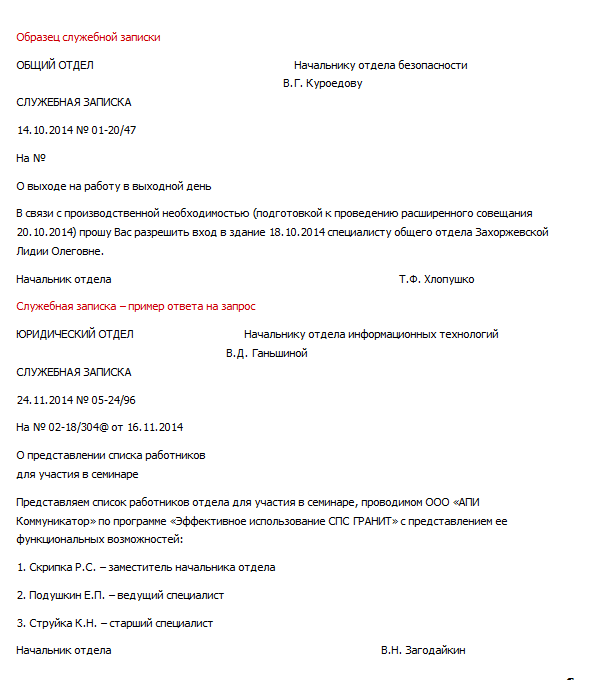 Образец служебной записки
ОБЩИЙ ОТДЕЛ Начальнику отдела безопасности
В.Г. Куроедову
СЛУЖЕБНАЯ ЗАПИСКА
14.10.2014 № 01-20/47
На №
О выходе на работу в выходной день
В связи с производственной необходимостью (подготовкой к проведению расширенного совещания
20.10.2014) прошу Вас разрешить вход в здание 18.10.2014 специалисту общего отдела Захоржевской
Лидии Олеговне.
Начальник отдела Т.Ф. Хлопушко
Служебная записка – пример ответа на запрос
ЮРИДИЧЕСКИЙ ОТДЕЛ Начальнику отдела информационных технологий
В.Д. Ганьшиной
СЛУЖЕБНАЯ ЗАПИСКА
24.11.2014 № 05-24/96
На № 02-18/304@ от 16.11.2014
О представлении списка работников
для участия в семинаре
Представляем список работников отдела для участия в семинаре, проводимом ООО «АПИ
Коммуникатор» по программе «Эффективное использование СПС ГРАНИТ» с представлением ее
функциональных возможностей:
1. Скрипка Р.С. – заместитель начальника отдела
2. Подушкин Е.П. – ведущий специалист
3. Струйка К.Н. – старший специалист
Начальник отдела В.Н. Загодайкин